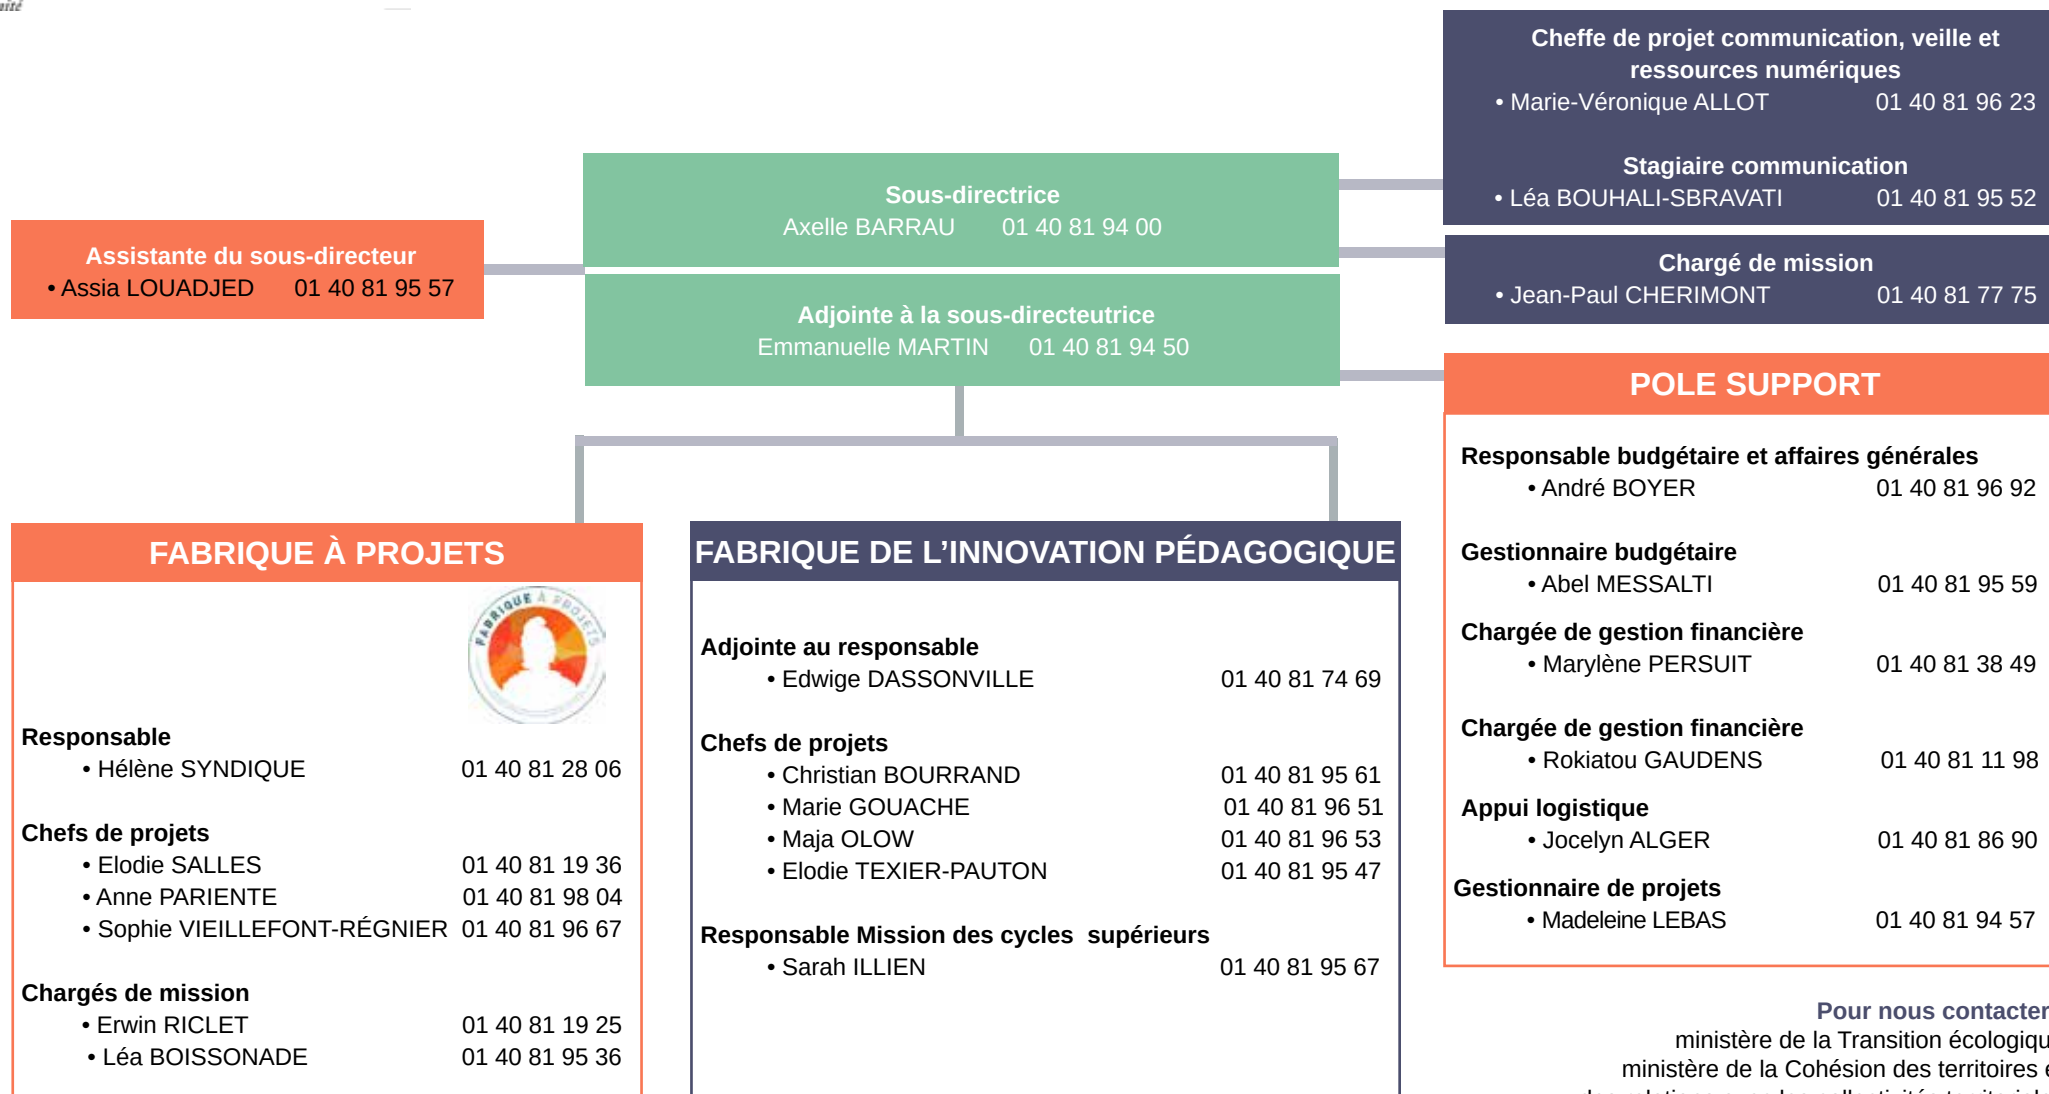 Cheffe de projet communication, veille et
ressources numériques
• Marie-Véronique ALLOT 01 40 81 96 23
Stagiaire communication
• Léa BOUHALI-SBRAVATI 01 40 81 95 52
Sous-directrice
Axelle BARRAU 01 40 81 94 00
Assistante du sous-directeur
• Assia LOUADJED 01 40 81 95 57
Chargé de mission
• Jean-Paul CHERIMONT 01 40 81 77 75
Adjointe à la sous-directeutrice
Emmanuelle MARTIN 01 40 81 94 50
POLE SUPPORT
Responsable budgétaire et affaires générales
• André BOYER 01 40 81 96 92
Gestionnaire budgétaire
• Abel MESSALTI 01 40 81 95 59
Chargée de gestion financière
• Marylène PERSUIT 01 40 81 38 49
Chargée de gestion financière
• Rokiatou GAUDENS 01 40 81 11 98
Appui logistique
• Jocelyn ALGER 01 40 81 86 90
Gestionnaire de projets
• Madeleine LEBAS 01 40 81 94 57
FABRIQUE À PROJETS
FABRIQUE À PROJETS
Responsable
• Hélène SYNDIQUE 01 40 81 28 06
Chefs de projets
• Elodie SALLES 01 40 81 19 36
• Anne PARIENTE 01 40 81 98 04
• Sophie VIEILLEFONT-RÉGNIER 01 40 81 96 67
Chargés de mission
• Erwin RICLET 01 40 81 19 25
• Léa BOISSONADE 01 40 81 95 36
FABRIQUE DE L’INNOVATION PÉDAGOGIQUE
Adjointe au responsable
• Edwige DASSONVILLE 01 40 81 74 69
Chefs de projets
• Christian BOURRAND 01 40 81 95 61
• Marie GOUACHE 01 40 81 96 51
• Maja OLOW 01 40 81 96 53
• Elodie TEXIER-PAUTON 01 40 81 95 47
Responsable Mission des cycles supérieurs
• Sarah ILLIEN 01 40 81 95 67
Pour nous contacter
ministère de la Transition écologiqu
ministère de la Cohésion des territoires